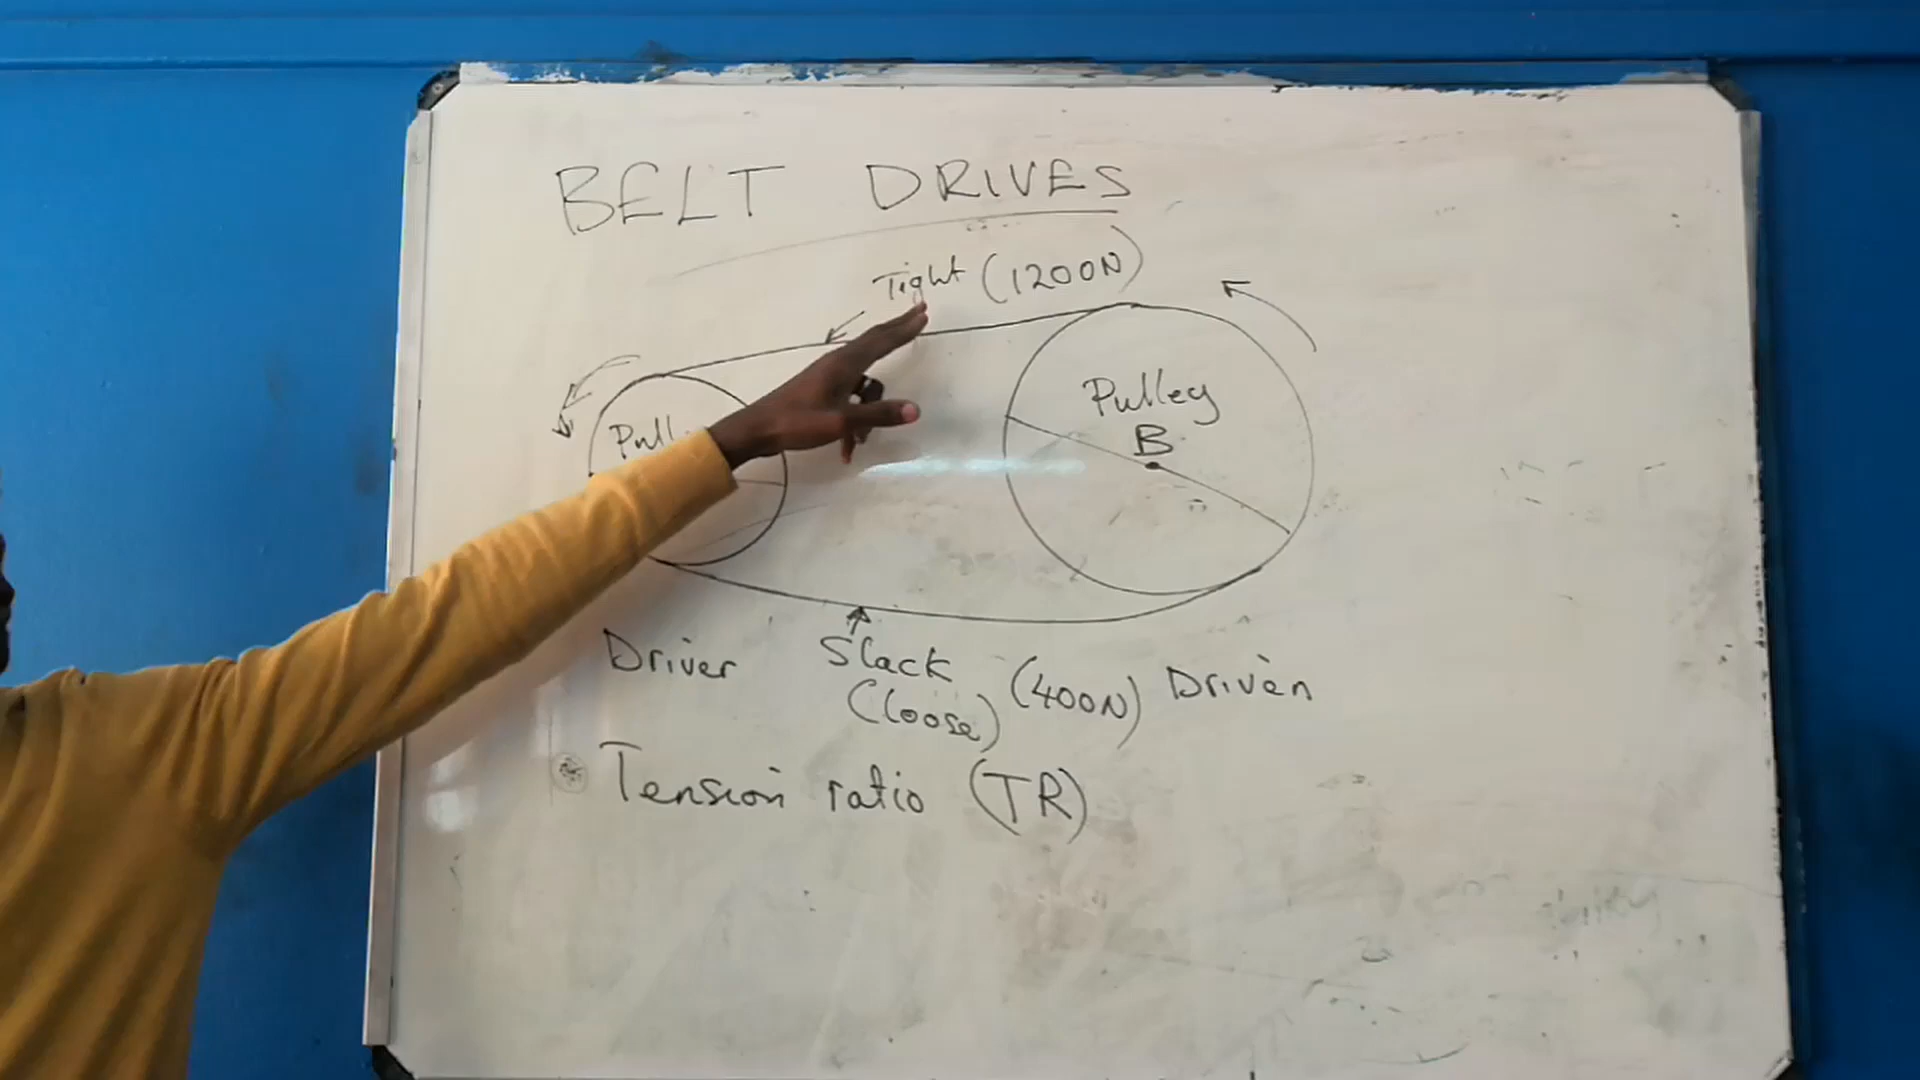 BELT DRIVES
Tight (1200N)
Pulley
B
Driver
Slack
(loose)
(400N)
Driven
Tension ratio (TR)